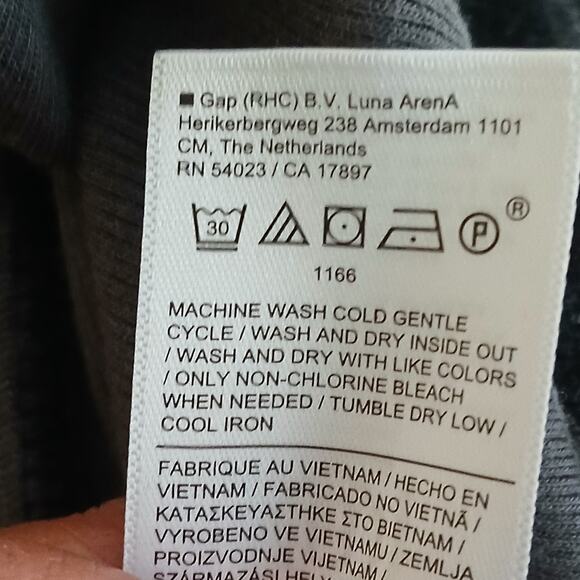 Gap (RHC) B.V. Luna ArenA
Herikerbergweg 238 Amsterdam 1101
CM, The Netherlands
RN 54023 / CA 17897
30
P
®
1166
MACHINE WASH COLD GENTLE
CYCLE / WASH AND DRY INSIDE OUT
/ WASH AND DRY WITH LIKE COLORS
/ ONLY NON-CHLORINE BLEACH
WHEN NEEDED / TUMBLE DRY LOW /
COOL IRON
FABRIQUE AU VIETNAM / HECHO EN
VIETNAM / FABRICADO NO VIETNÃ /
ΚΑΤΑΣΚΕΥΑΣΤΗΚΕ ΣΤΟ ΒΙΕΤΝΑΜ /
VYROBENO VE VIETNAMU / ZEMLJA
PROIZVODNJE VIJETNAM /
SZÁRMAZÁSI HELY